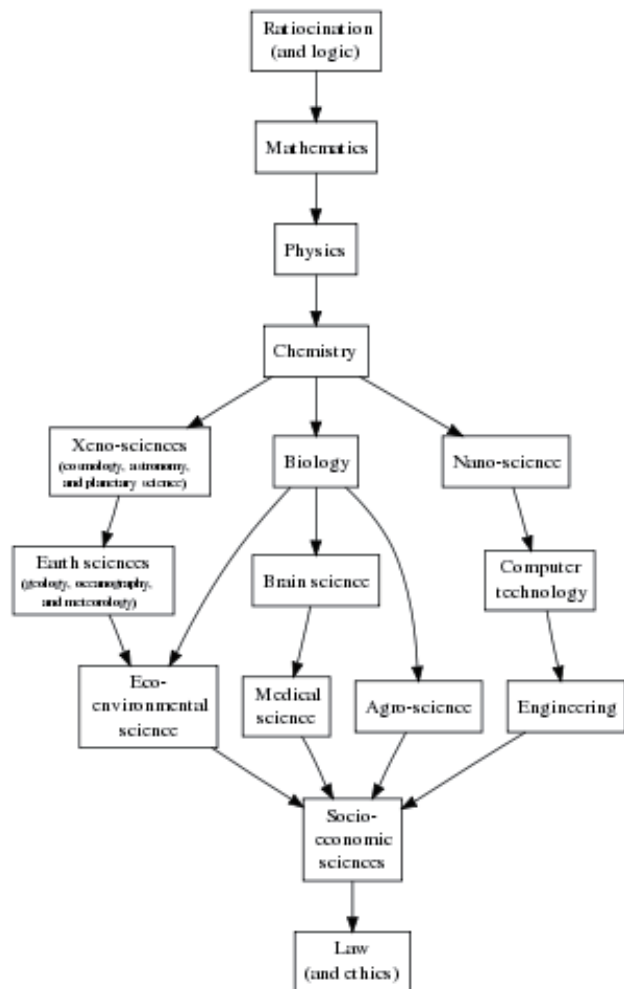 Ratiocination
(and logic)
Mathematics
Physics
Chemistry
Xeno-sciences
(cosmology, astronomy,
and planetary science)
Biology
Nano-science
Earth sciences
(geology, oceanography,
and meteorology)
Brain science
Computer
technology
Eco-
environmental
science
Medical
science
Agro-science
Engineering
Socio-
economic
sciences
Law
(and ethics)